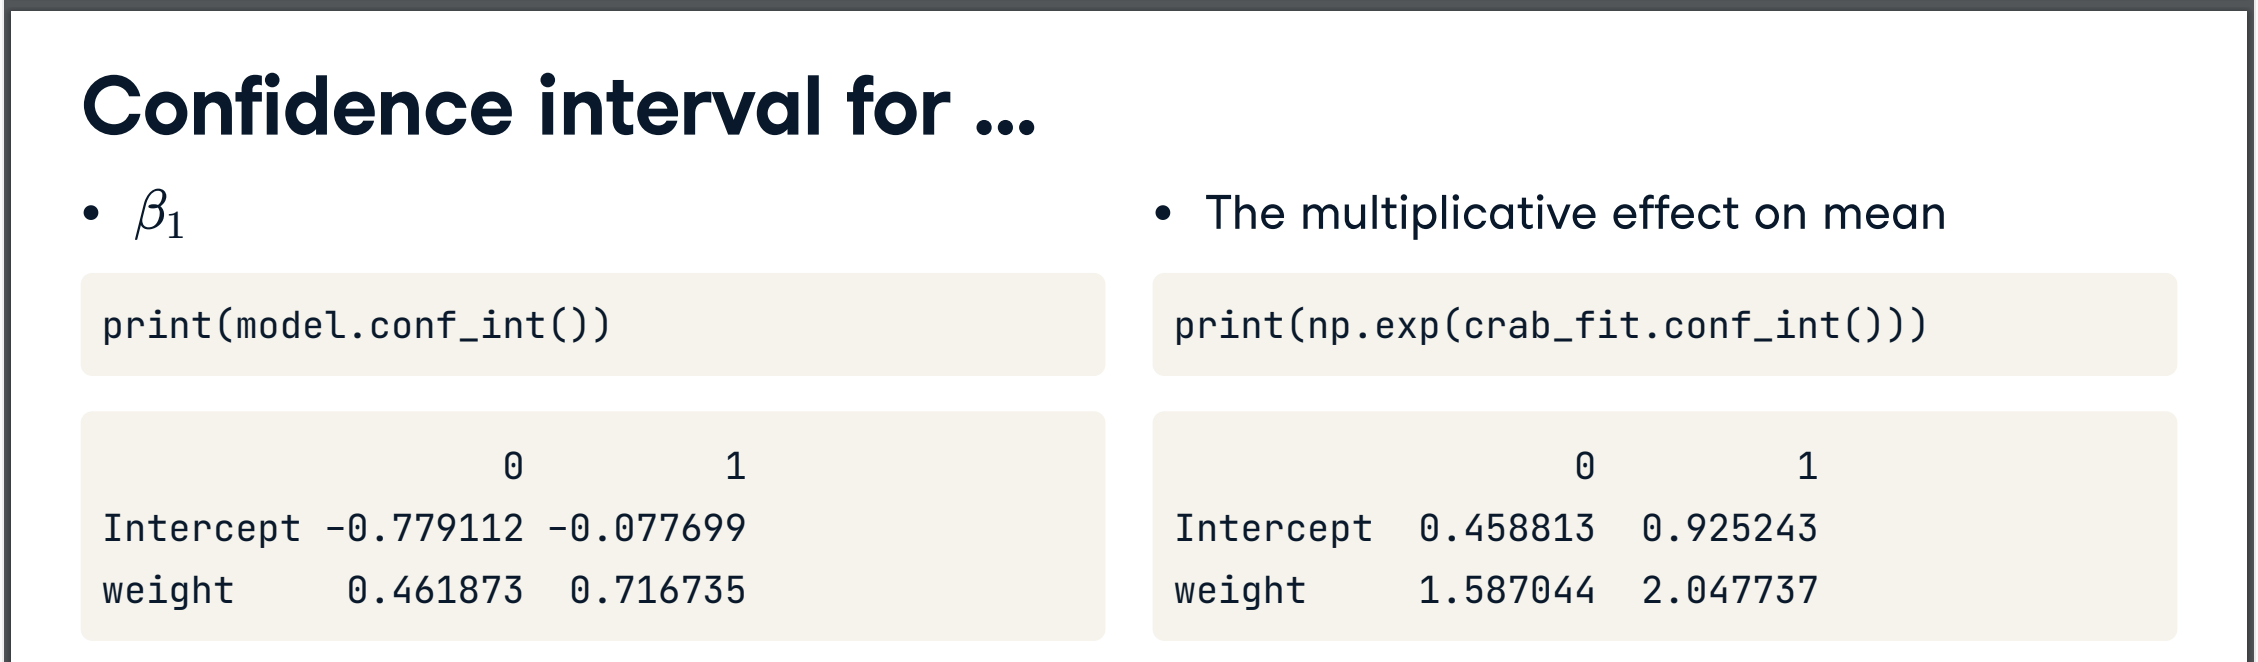 Confidence interval for ...
• β₁
print(model.conf_int())
0 1
Intercept -0.779112 -0.077699
weight 0.461873 0.716735
• The multiplicative effect on mean
print(np.exp(crab_fit.conf_int()))
0 1
Intercept 0.458813 0.925243
weight 1.587044 2.047737